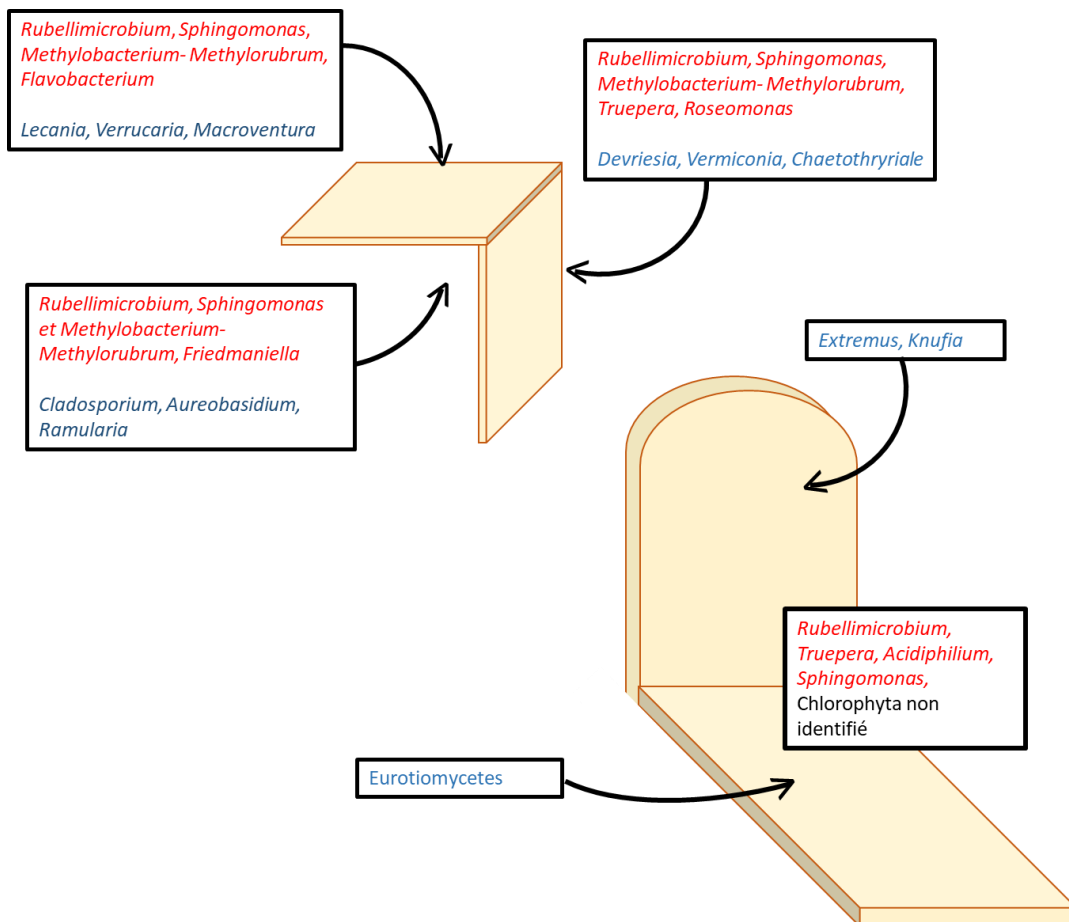 Rubellimicrobium, Sphingomonas,
Methylobacterium- Methylorubrum,
Flavobacterium
Lecania, Verrucaria, Macroventura
Rubellimicrobium, Sphingomonas,
Methylobacterium- Methylorubrum,
Truepera, Roseomonas
Devriesia, Vermiconia, Chaetothryriale
Rubellimicrobium, Sphingomonas
et Methylobacterium-
Methylorubrum, Friedmaniella
Cladosporium, Aureobasidium,
Ramularia
Extremus, Knufia
Rubellimicrobium,
Truepera, Acidiphilium,
Sphingomonas,
Chlorophyta non
identifié
Eurotiomycetes